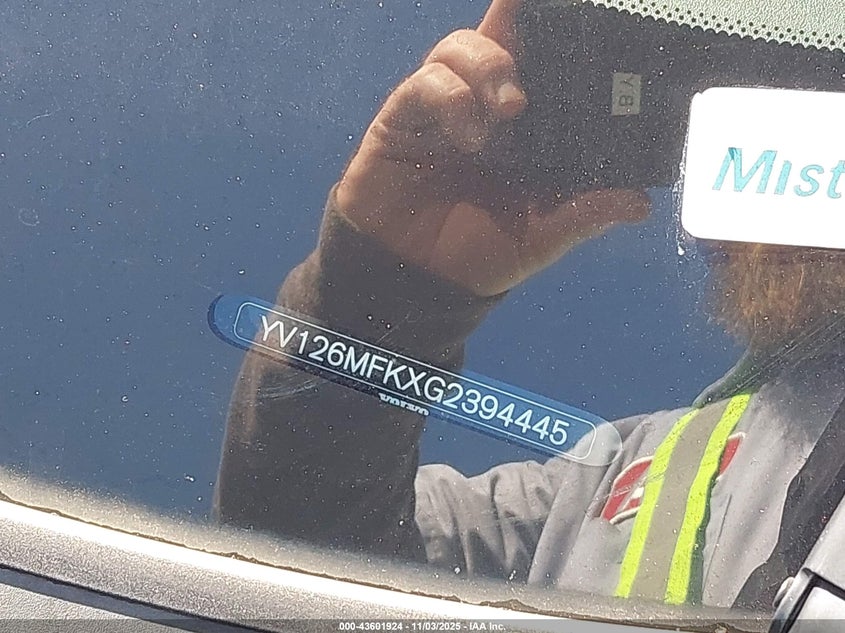 Mist
YV126MFKXG2394445
VOLVO
000-43601924 - 11/03/2025 - IAA Inc.